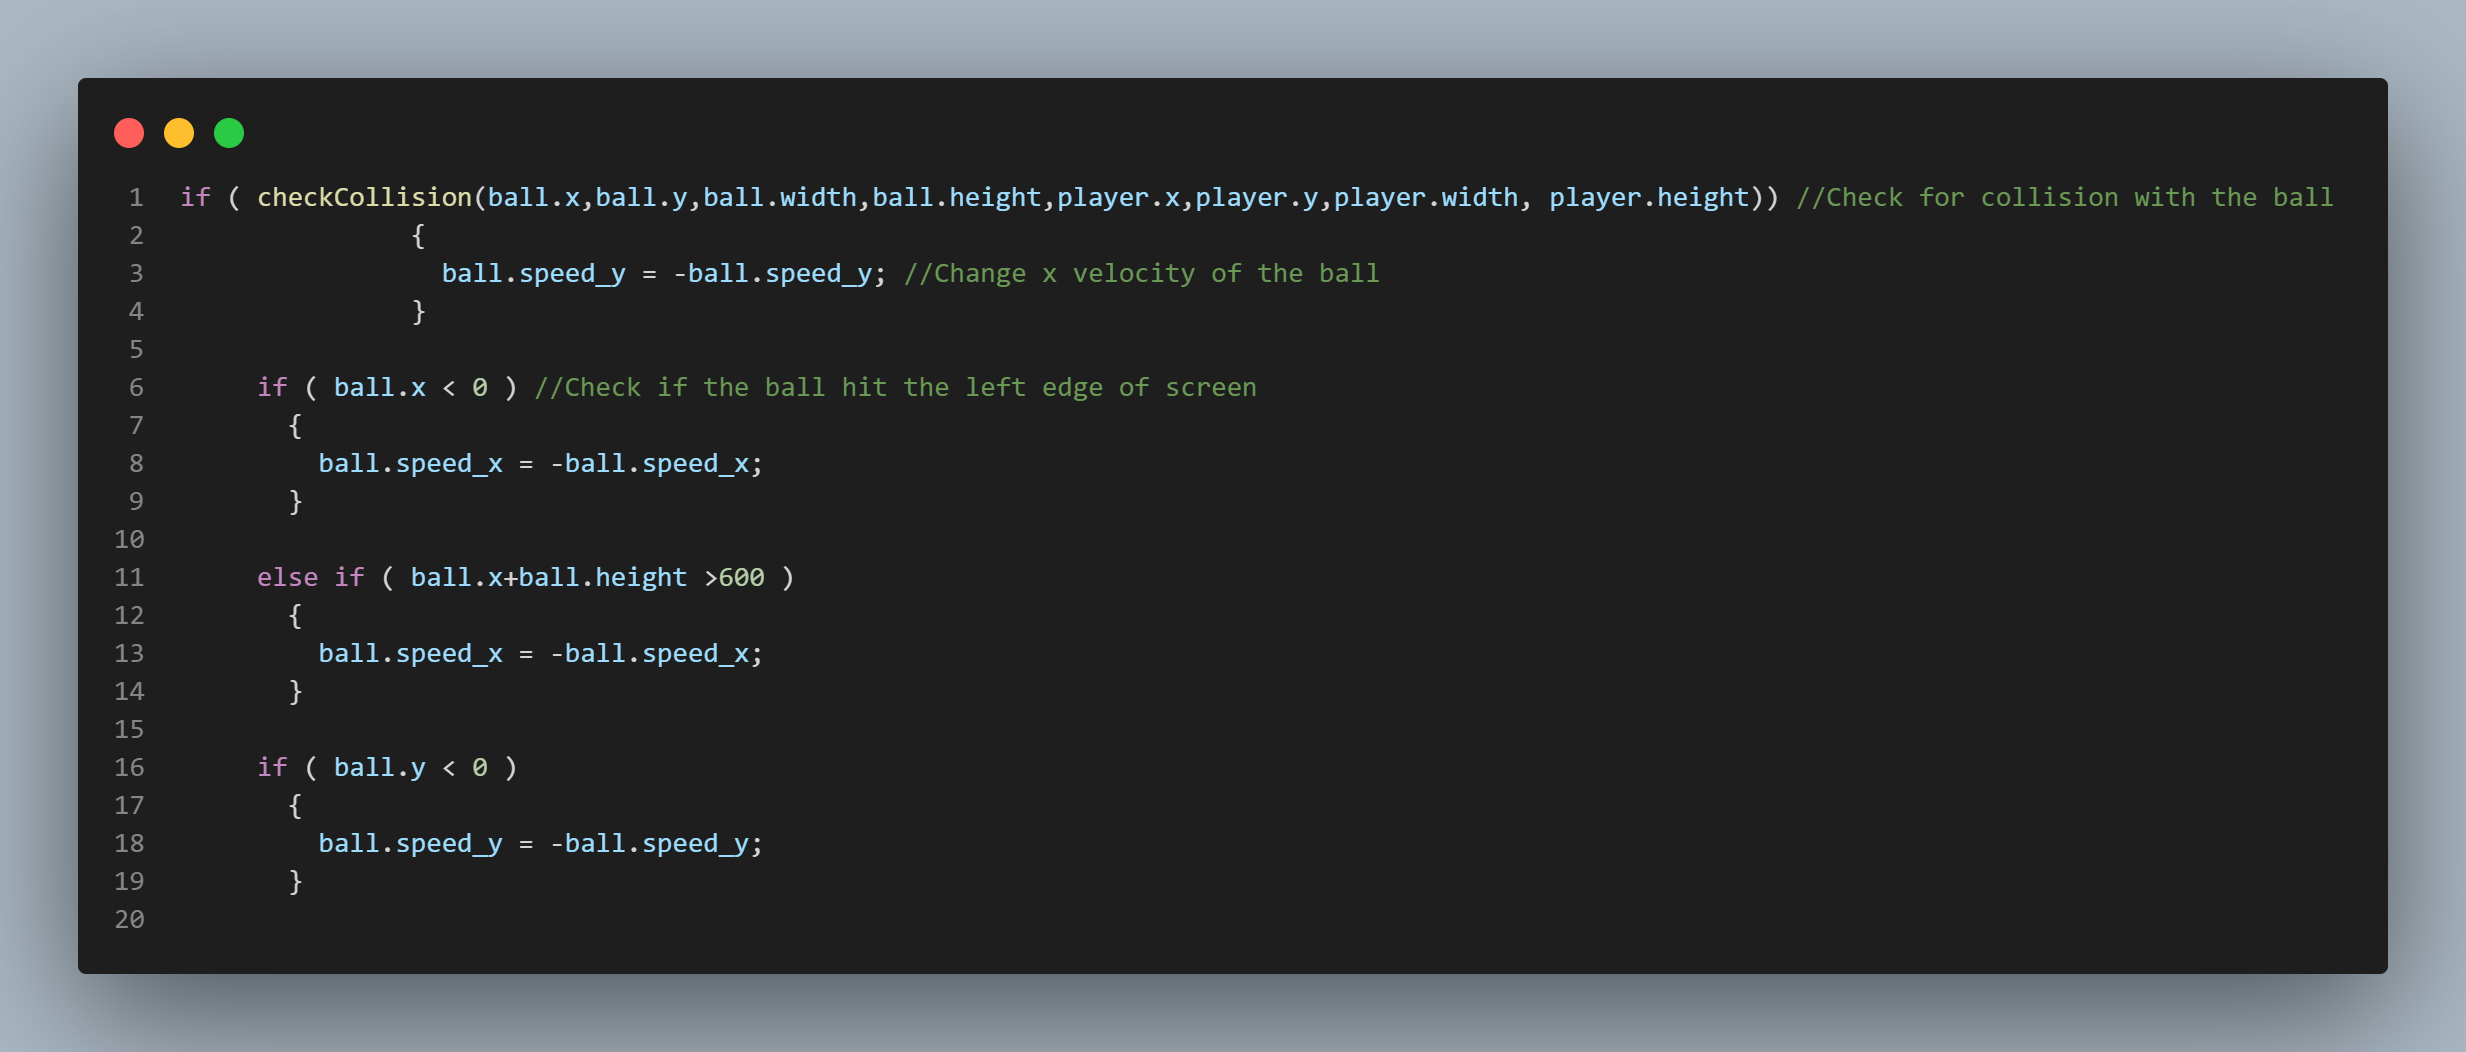 1 if ( checkCollision(ball.x,ball.y,ball.width,ball.height,player.x,player.y,player.width, player.height)) //Check for collision with the ball
2 {
3 ball.speed_y = -ball.speed_y; //Change x velocity of the ball
4 }
5
6 if ( ball.x < 0 ) //Check if the ball hit the left edge of screen
7 {
8 ball.speed_x = -ball.speed_x;
9 }
10
11 else if ( ball.x+ball.height >600 )
12 {
13 ball.speed_x = -ball.speed_x;
14 }
15
16 if ( ball.y < 0 )
17 {
18 ball.speed_y = -ball.speed_y;
19 }
20